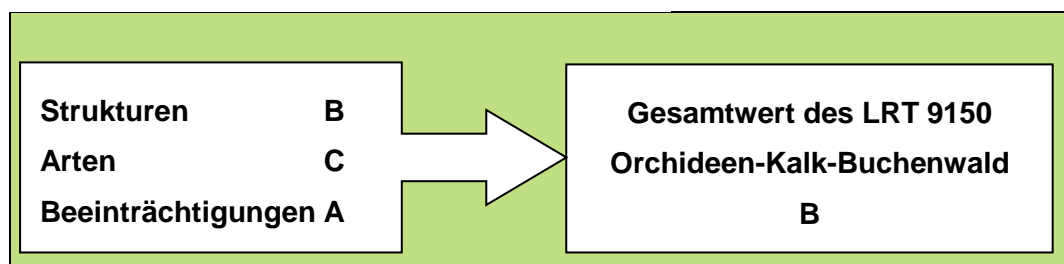 Strukturen B
Arten C
Beeinträchtigungen A
Gesamtwert des LRT 9150
Orchideen-Kalk-Buchenwald
B